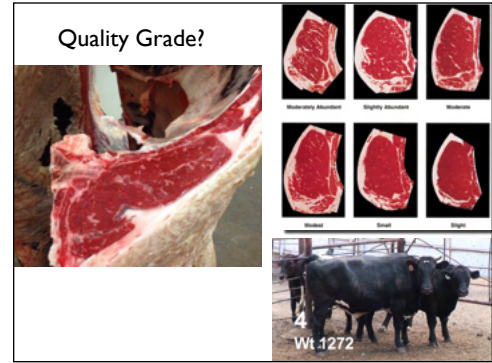 Quality Grade?
Moderately Abundant
Slightly Abundant
Moderate
Modest
Small
Slight
4
Wt 1272